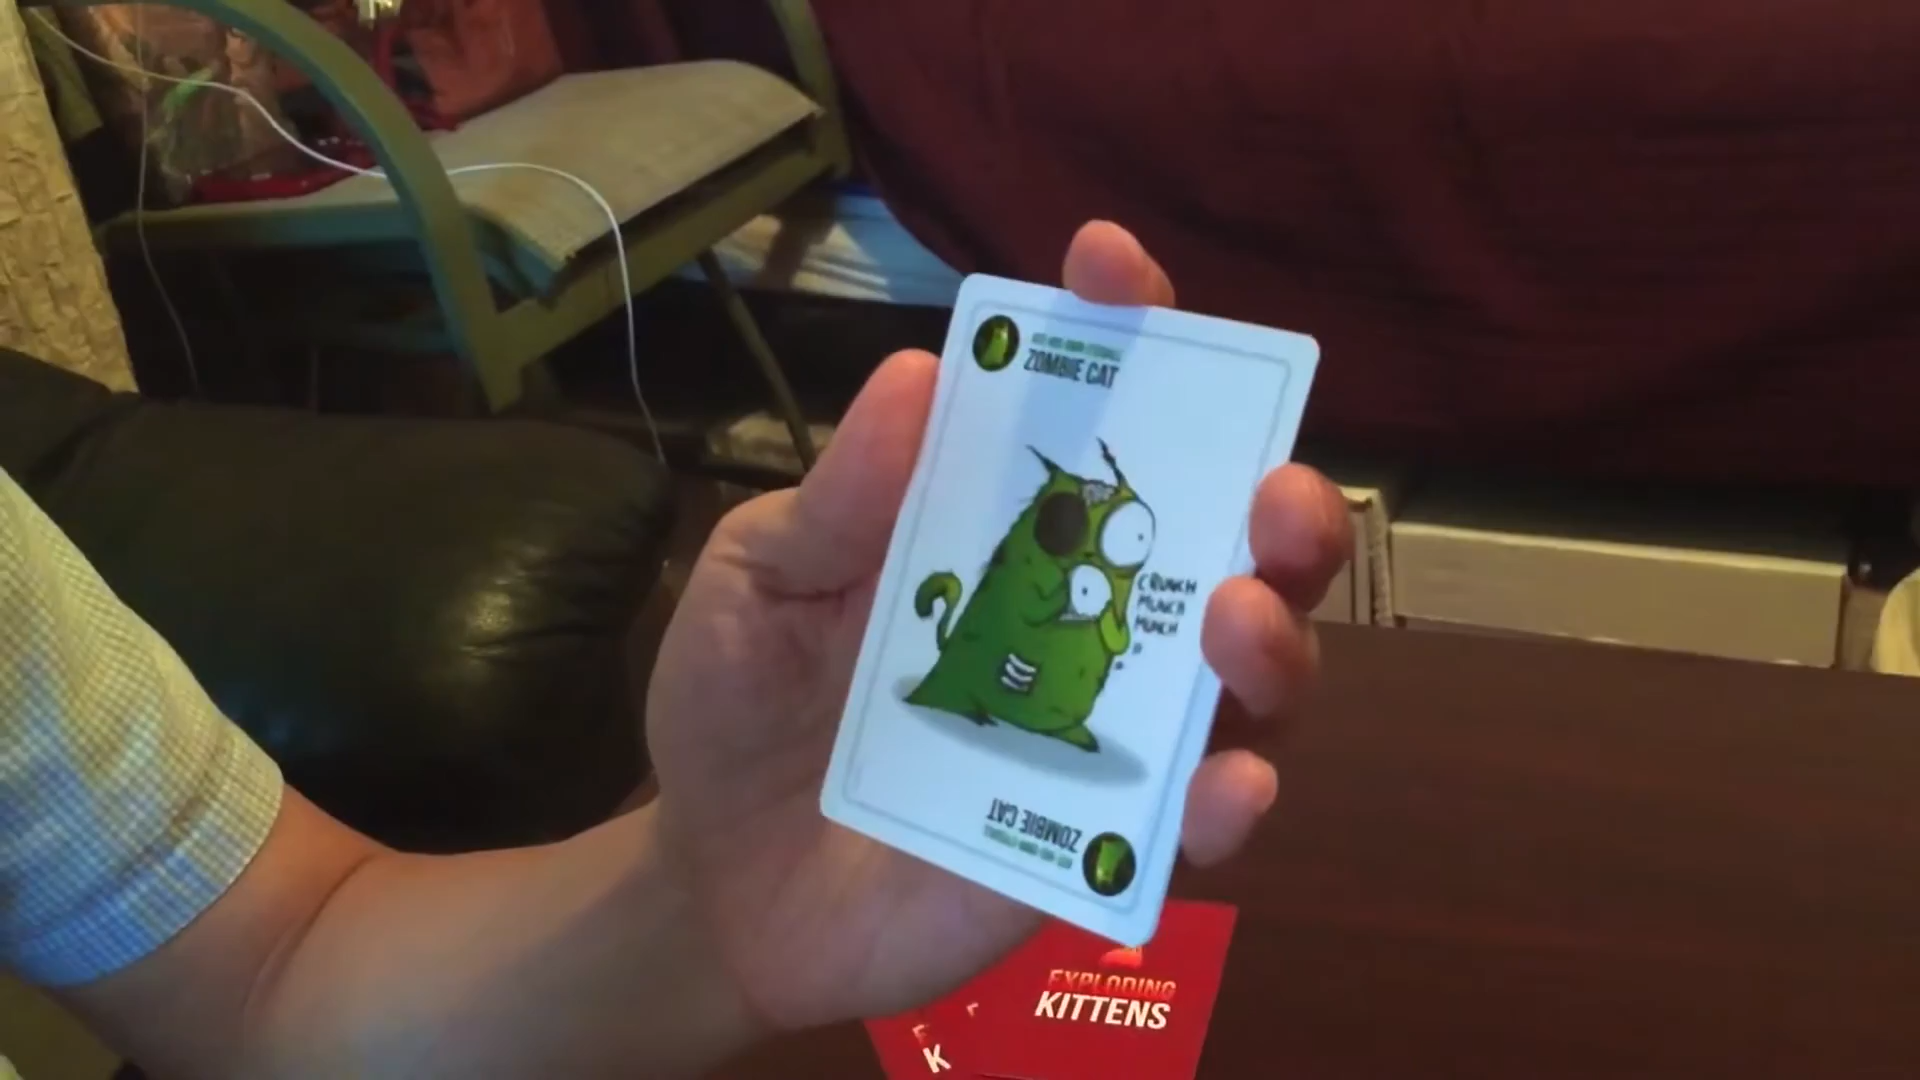 ZOMBIE CAT
CRUNCH
MUNCH
MUNCH
ZOMBIE CAT
EXPLODING
KITTENS
E
K